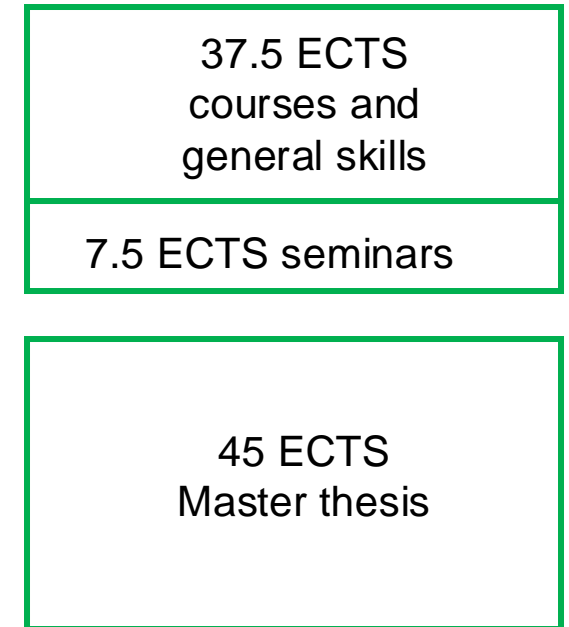 37.5 ECTS
courses and
general skills
7.5 ECTS seminars
45 ECTS
Master thesis